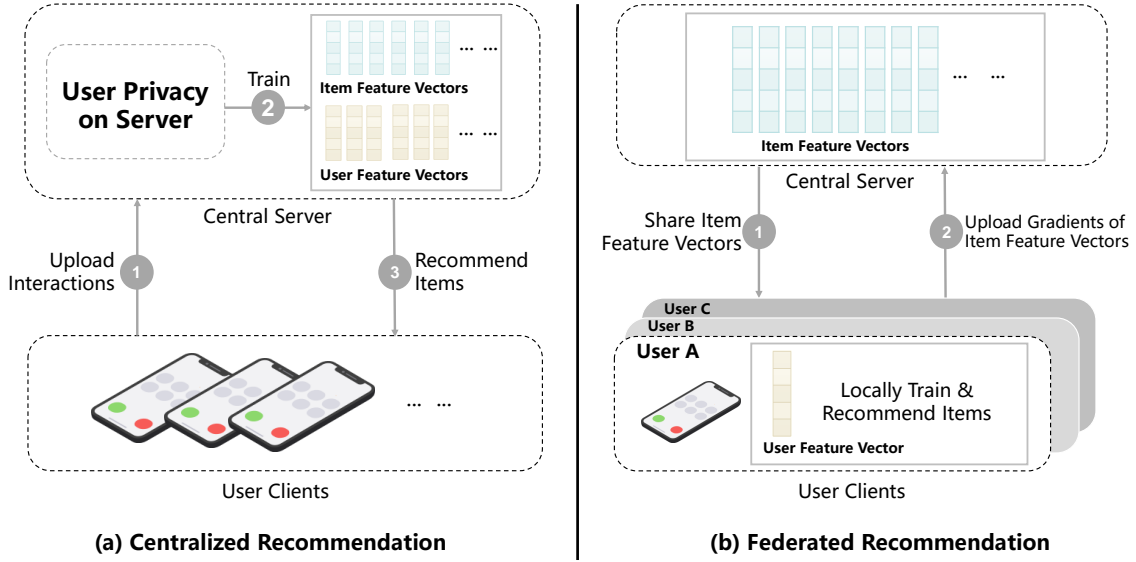 User Privacy
on Server
Train
2
... ...
Item Feature Vectors
... ...
User Feature Vectors
Central Server
Upload
Interactions
1
3
Recommend
Items
... ...
User Clients
(a) Centralized Recommendation
... ...
Item Feature Vectors
Central Server
Share Item
Feature Vectors
1
2
Upload Gradients of
Item Feature Vectors
User C
User B
User A
Locally Train &
Recommend Items
User Feature Vector
User Clients
(b) Federated Recommendation